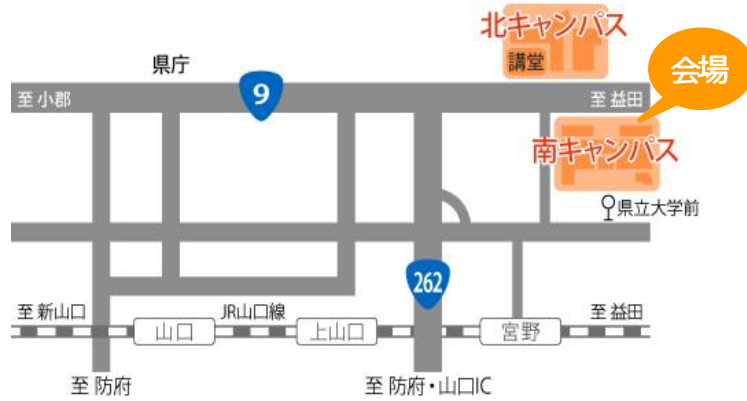 北キャンパス
講堂
会場
県庁
至 小郡
9
至 益田
南キャンパス
県立大学前
262
至 新山口
JR山口線
至 益田
山口
上山口
宮野
至 防府
至 防府・山口IC